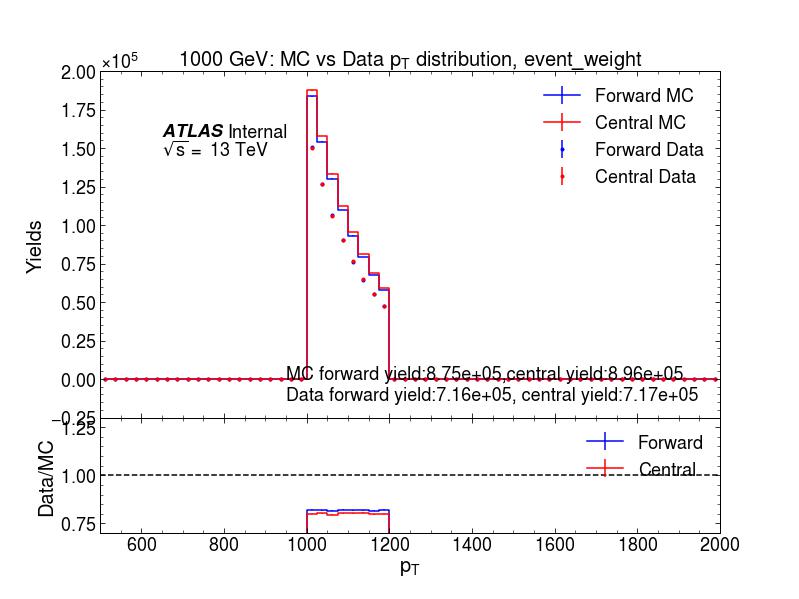 ×10⁵
1000 GeV: MC vs Data pT distribution, event_weight
2.00
1.75
1.50
1.25
1.00
0.75
0.50
0.25
0.00
−0.25
Yields
ATLAS Internal
√s = 13 TeV
Forward MC
Central MC
Forward Data
Central Data
MC forward yield:8.75e+05,central yield:8.96e+05
Data forward yield:7.16e+05, central yield:7.17e+05
1.25
1.00
0.75
Data/MC
Forward
Central
600 800 1000 1200 1400 1600 1800 2000
pT